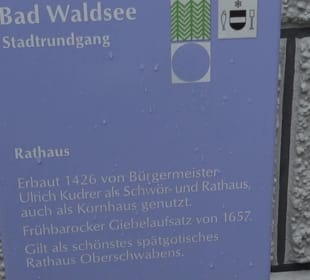 Bad Waldsee
Stadtrundgang
Rathaus
Erbaut 1426 von Bürgermeister
Ulrich Kudrer als Schwör- und Rathaus,
auch als Kornhaus genutzt.
Frühbarocker Giebelaufsatz von 1657.
Gilt als schönstes spätgotisches
Rathaus Oberschwabens.